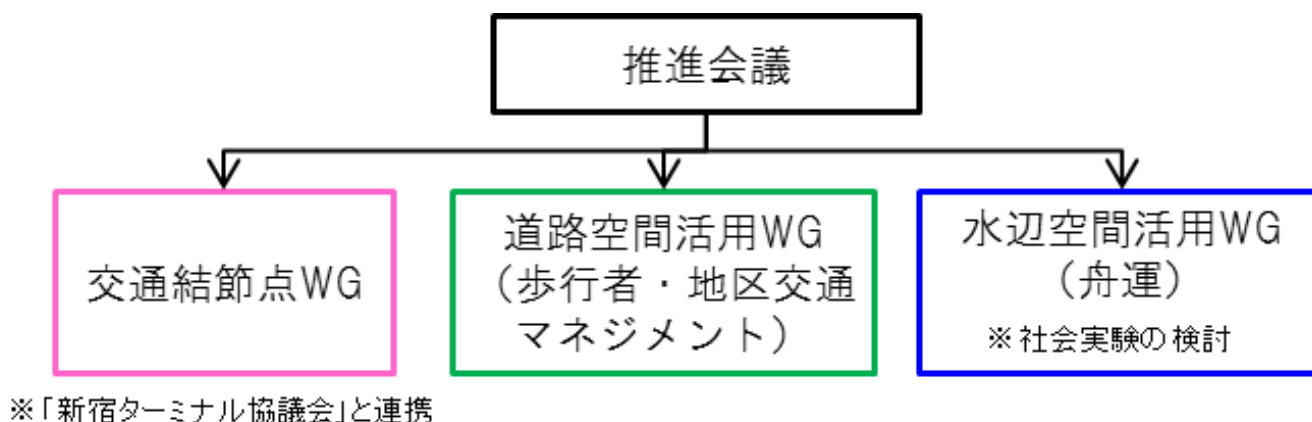 推進会議
交通結節点WG
道路空間活用WG
(歩行者・地区交通
マネジメント)
水辺空間活用WG
(舟運)
※社会実験の検討
※「新宿ターミナル協議会」と連携